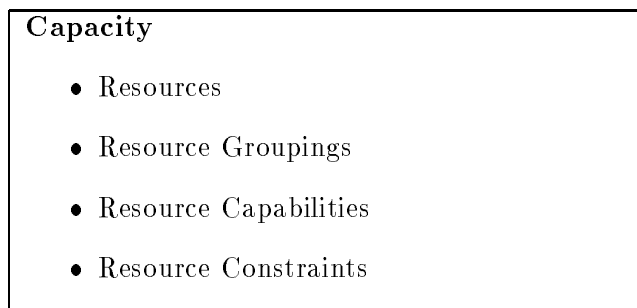 Capacity
• Resources
• Resource Groupings
• Resource Capabilities
• Resource Constraints